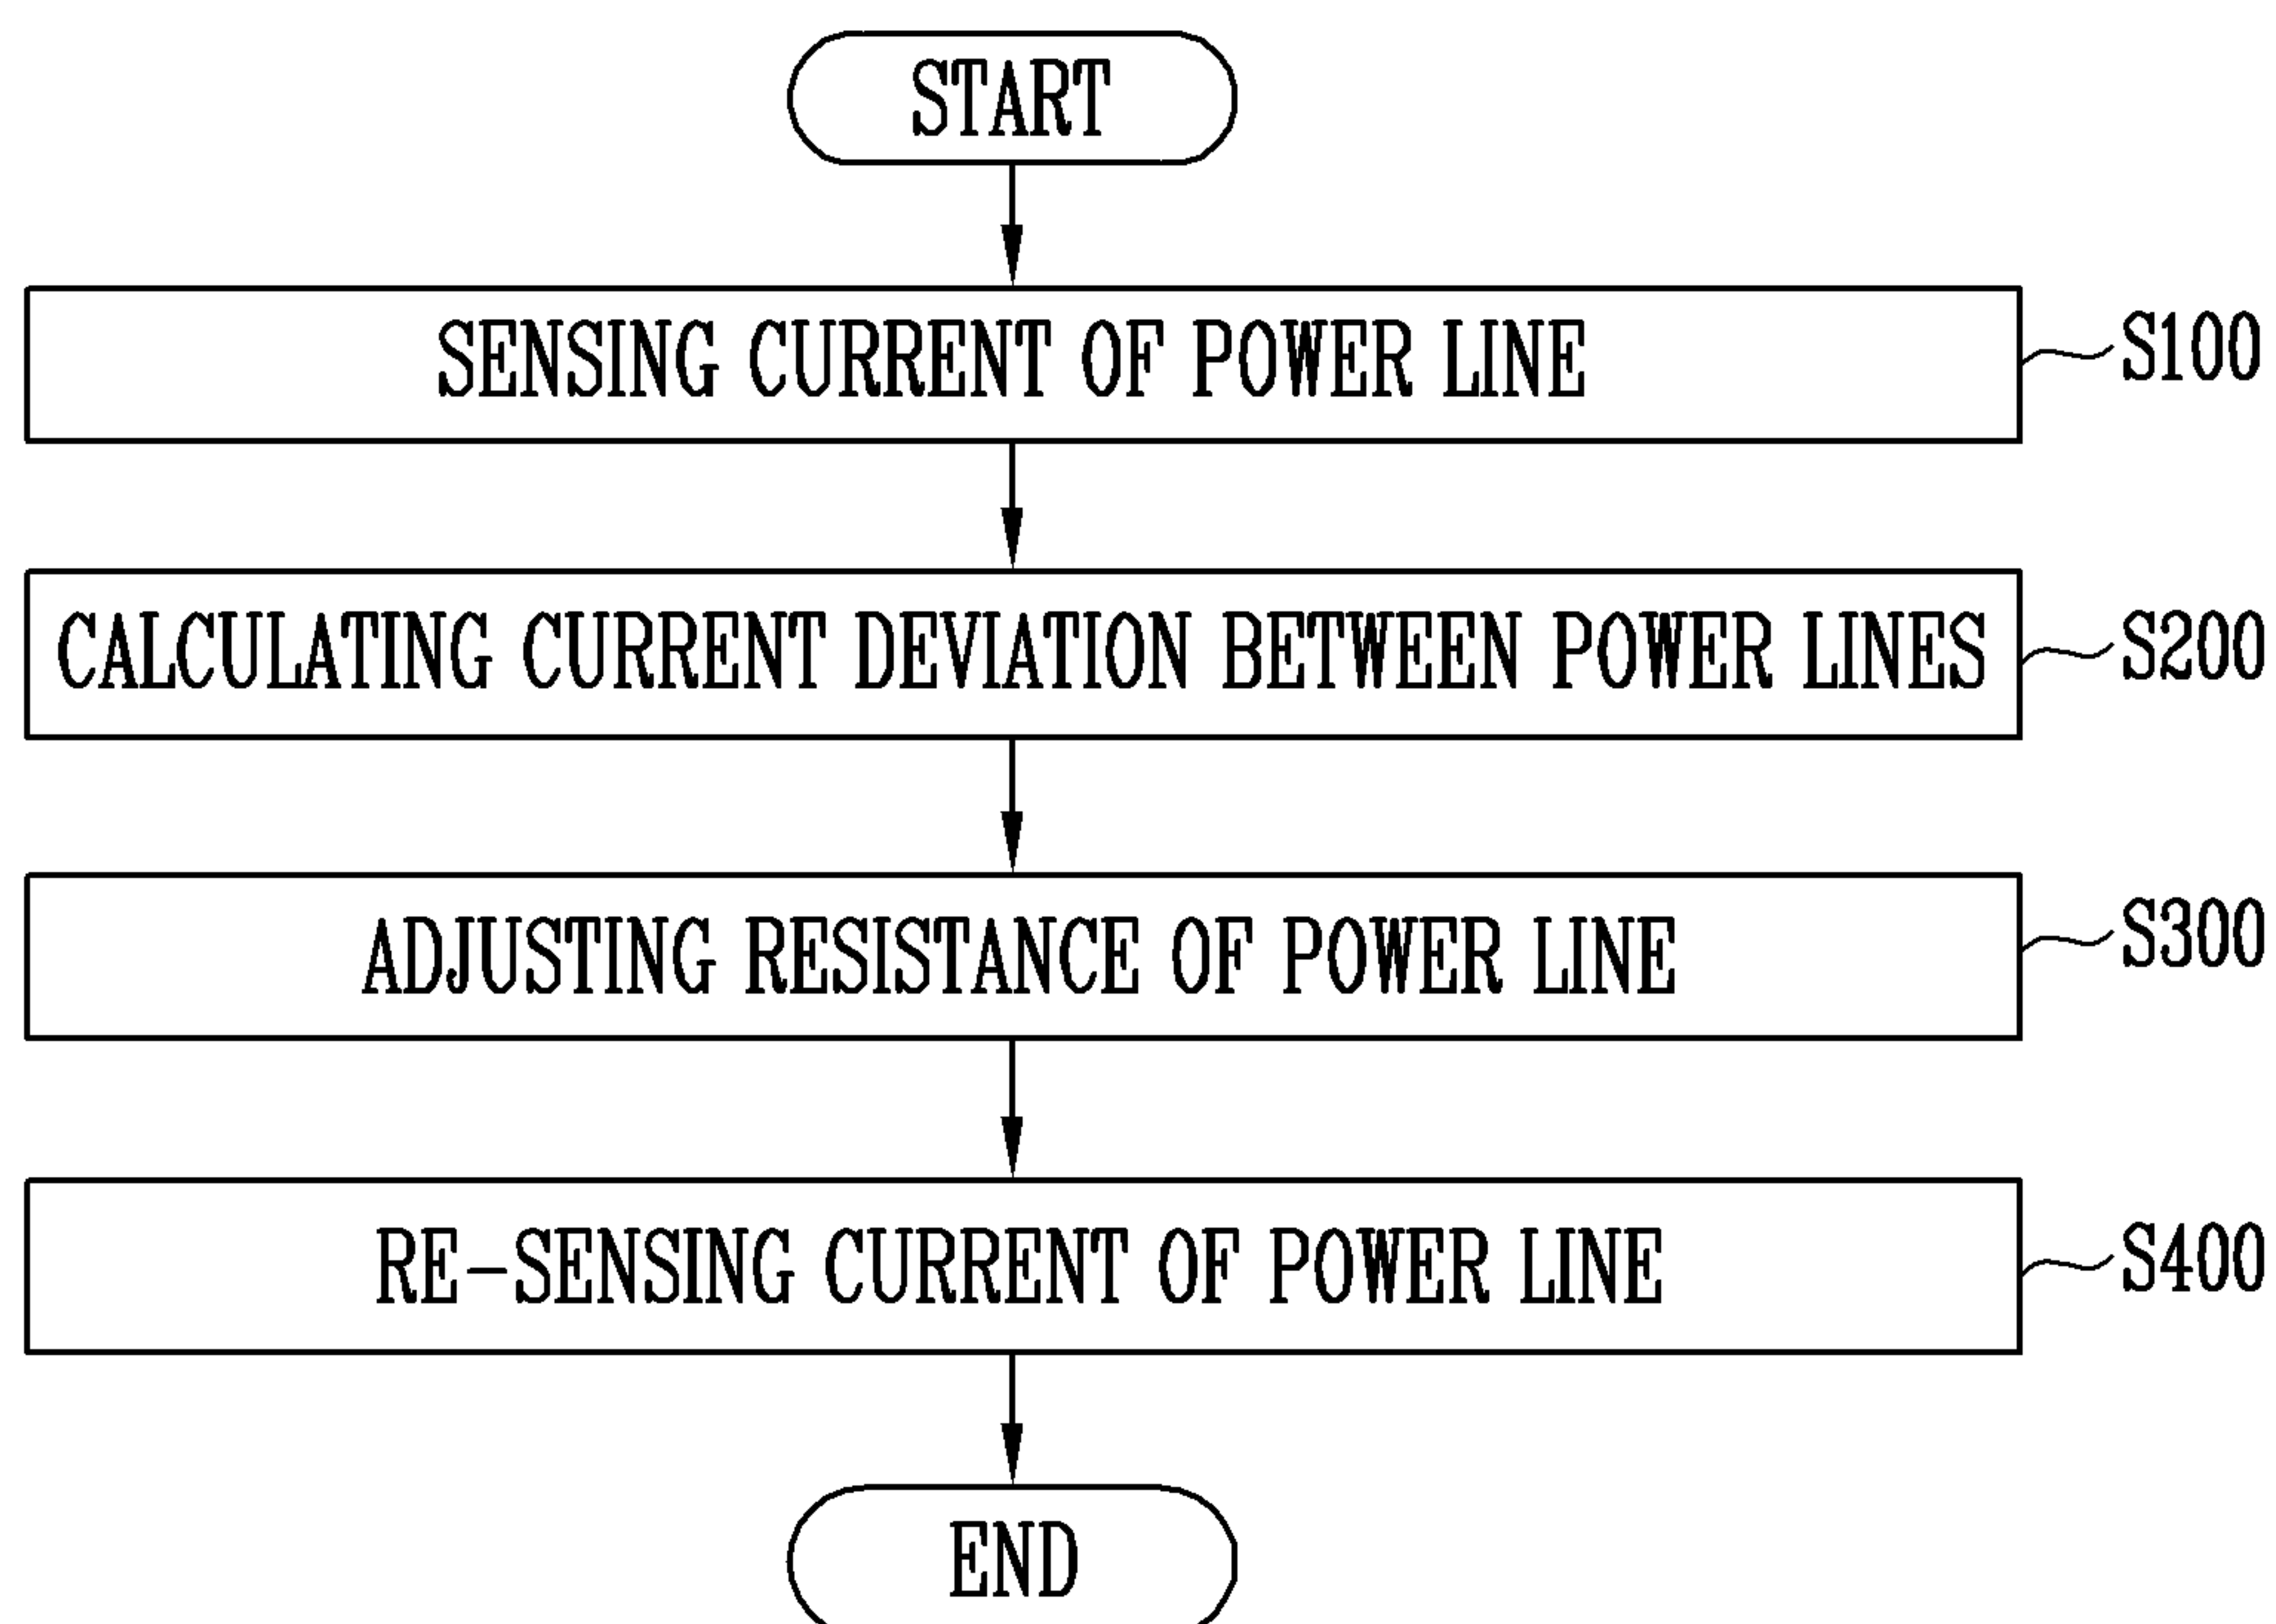 START
SENSING CURRENT OF POWER LINE
S100
CALCULATING CURRENT DEVIATION BETWEEN POWER LINES
S200
ADJUSTING RESISTANCE OF POWER LINE
S300
RE-SENSING CURRENT OF POWER LINE
S400
END